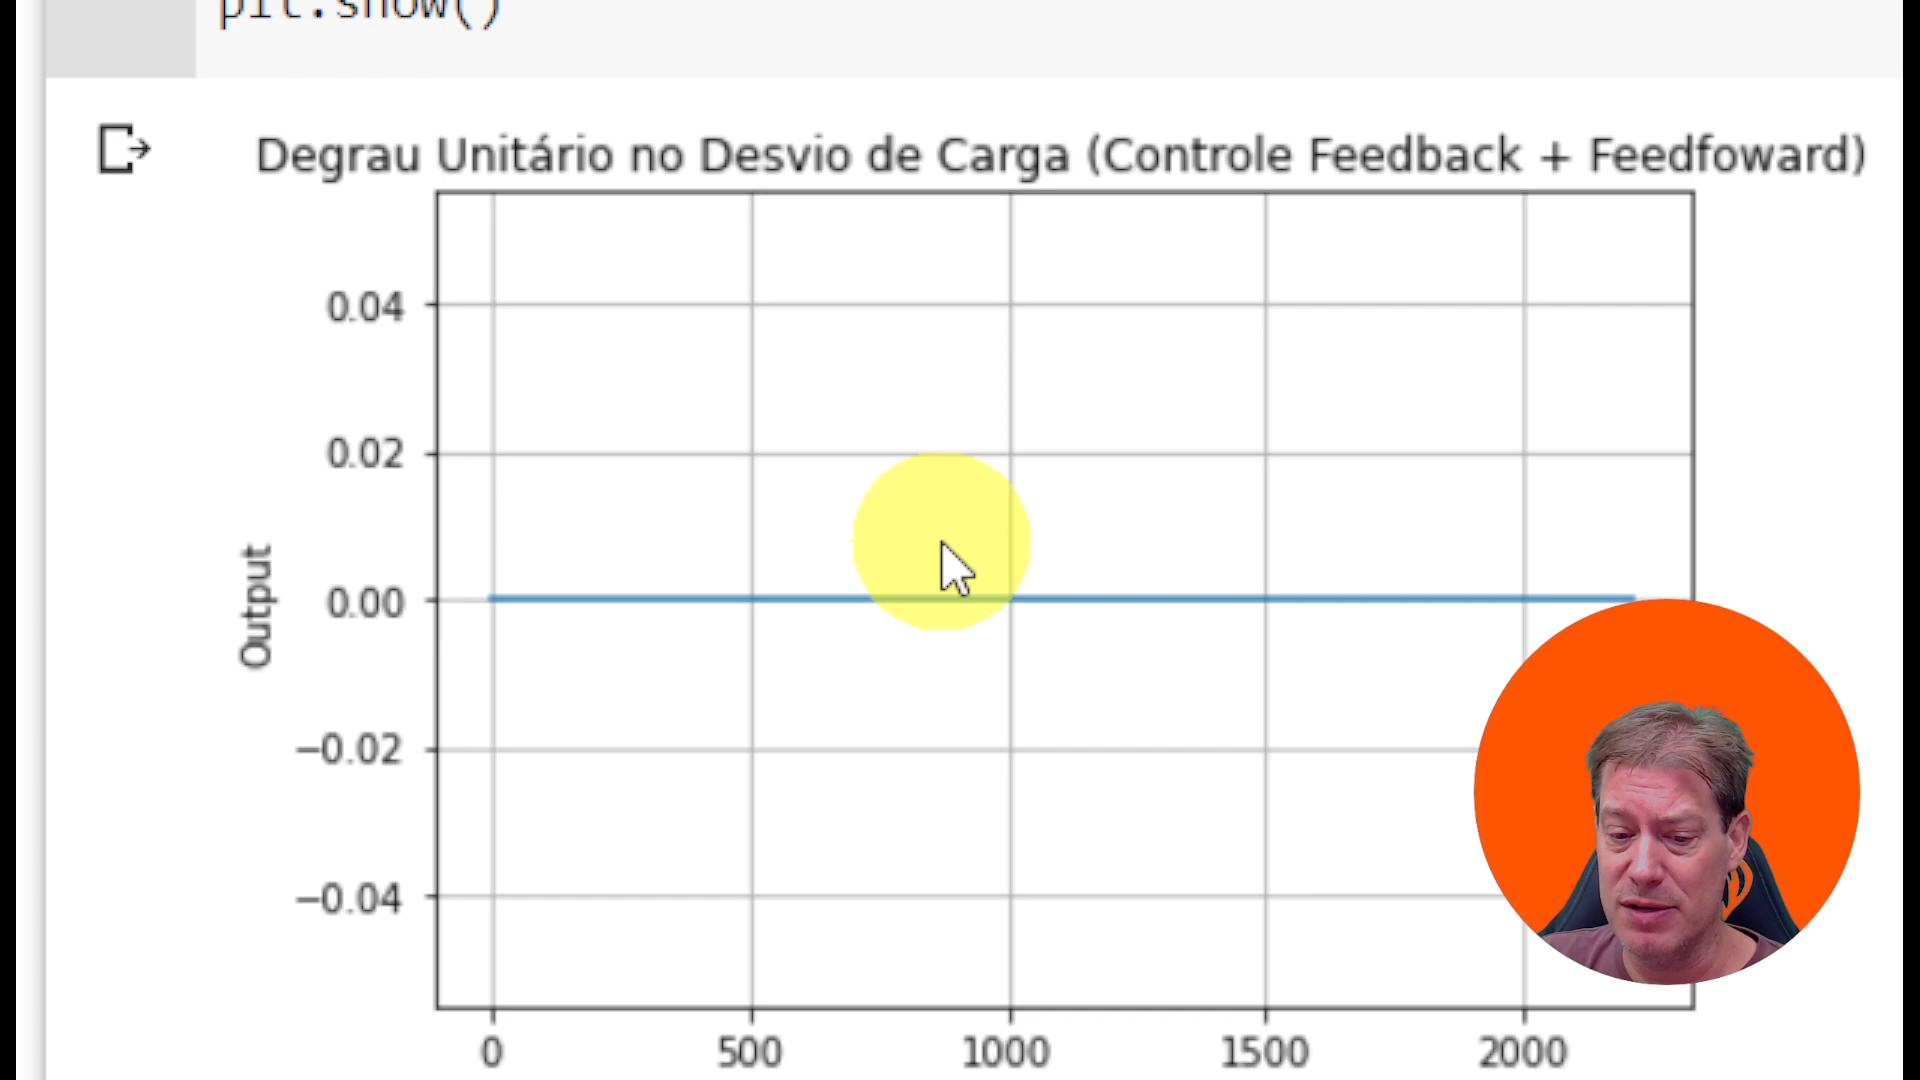 plt.show()
Degrau Unitário no Desvio de Carga (Controle Feedback + Feedfoward)
0.04
0.02
0.00
−0.02
−0.04
Output
0 500 1000 1500 2000